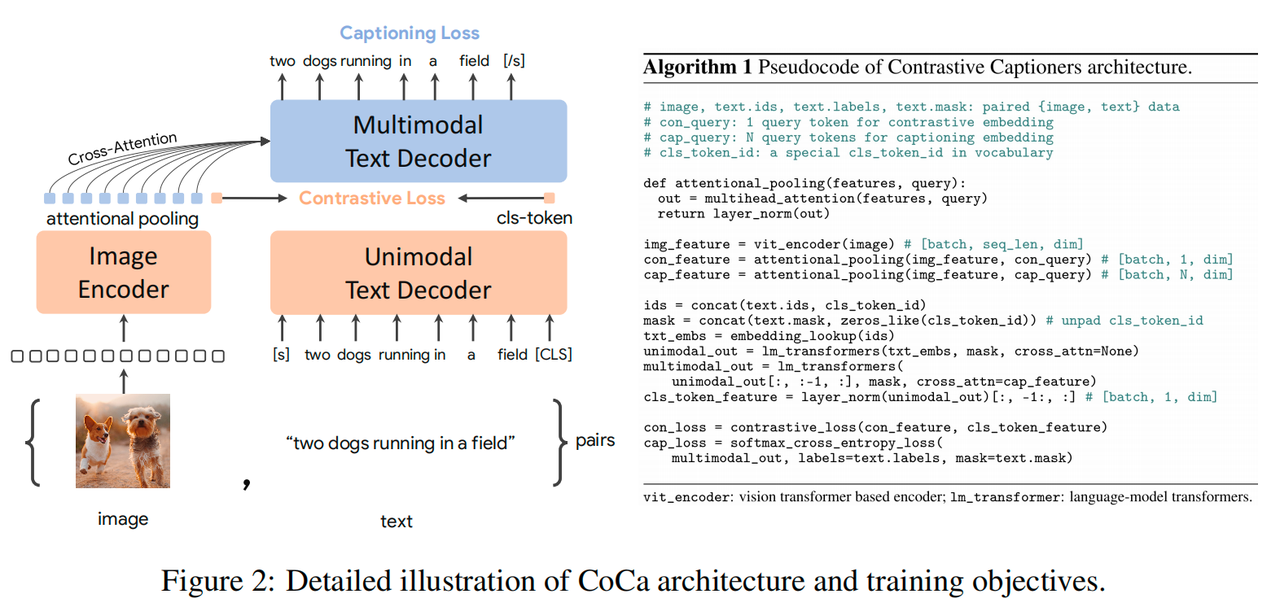 Captioning Loss
two dogs running in a field [/s]
Multimodal
Text Decoder
Cross-Attention
Contrastive Loss
attentional pooling
cls-token
Image
Encoder
Unimodal
Text Decoder
[s] two dogs running in a field [CLS]
“two dogs running in a field”
pairs
,
image
text
Algorithm 1 Pseudocode of Contrastive Captioners architecture.
# image, text.ids, text.labels, text.mask: paired {image, text} data
# con_query: 1 query token for contrastive embedding
# cap_query: N query tokens for captioning embedding
# cls_token_id: a special cls_token_id in vocabulary
def attentional_pooling(features, query):
  out = multihead_attention(features, query)
  return layer_norm(out)
img_feature = vit_encoder(image) # [batch, seq_len, dim]
con_feature = attentional_pooling(img_feature, con_query) # [batch, 1, dim]
cap_feature = attentional_pooling(img_feature, cap_query) # [batch, N, dim]
ids = concat(text.ids, cls_token_id)
mask = concat(text.mask, zeros_like(cls_token_id)) # unpad cls_token_id
txt_embs = embedding_lookup(ids)
unimodal_out = lm_transformers(txt_embs, mask, cross_attn=None)
multimodal_out = lm_transformers(
    unimodal_out[:, :-1, :], mask, cross_attn=cap_feature)
cls_token_feature = layer_norm(unimodal_out)[:, -1:, :] # [batch, 1, dim]
con_loss = contrastive_loss(con_feature, cls_token_feature)
cap_loss = softmax_cross_entropy_loss(
    multimodal_out, labels=text.labels, mask=text.mask)
vit_encoder: vision transformer based encoder; lm_transformer: language-model transformers.
Figure 2: Detailed illustration of CoCa architecture and training objectives.